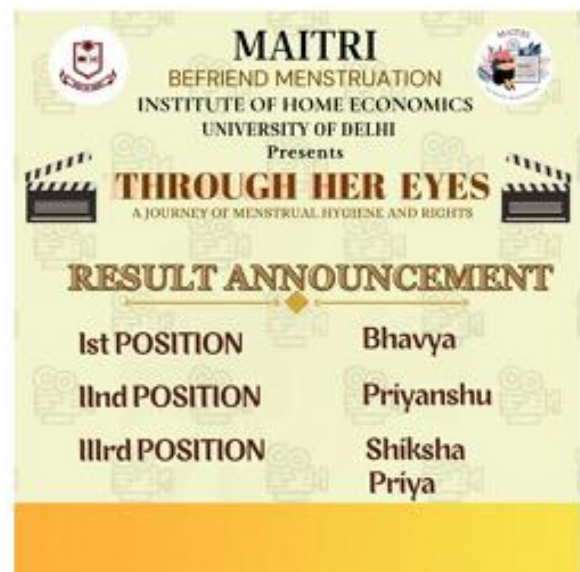 MAITRI
BEFRIEND MENSTRUATION
INSTITUTE OF HOME ECONOMICS
UNIVERSITY OF DELHI
Presents
THROUGH HER EYES
A JOURNEY OF MENSTRUAL HYGIENE AND RIGHTS
RESULT ANNOUNCEMENT
Ist POSITION Bhavya
IInd POSITION Priyanshu
IIIrd POSITION Shiksha
Priya
MAITRI